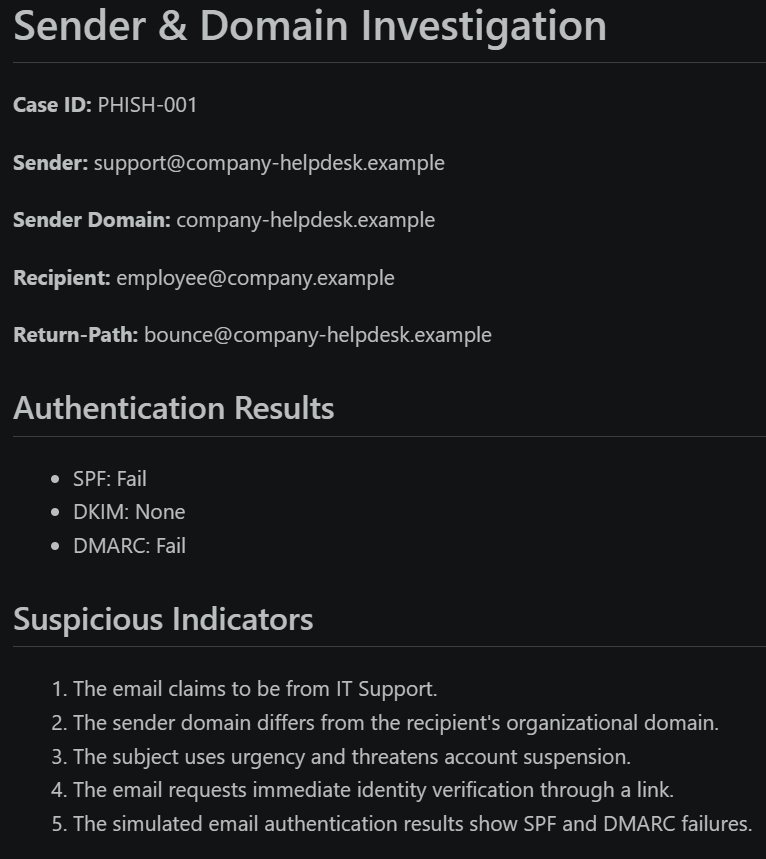 Sender & Domain Investigation
Case ID: PHISH-001
Sender: support@company-helpdesk.example
Sender Domain: company-helpdesk.example
Recipient: employee@company.example
Return-Path: bounce@company-helpdesk.example
Authentication Results
• SPF: Fail
• DKIM: None
• DMARC: Fail
Suspicious Indicators
1. The email claims to be from IT Support.
2. The sender domain differs from the recipient's organizational domain.
3. The subject uses urgency and threatens account suspension.
4. The email requests immediate identity verification through a link.
5. The simulated email authentication results show SPF and DMARC failures.